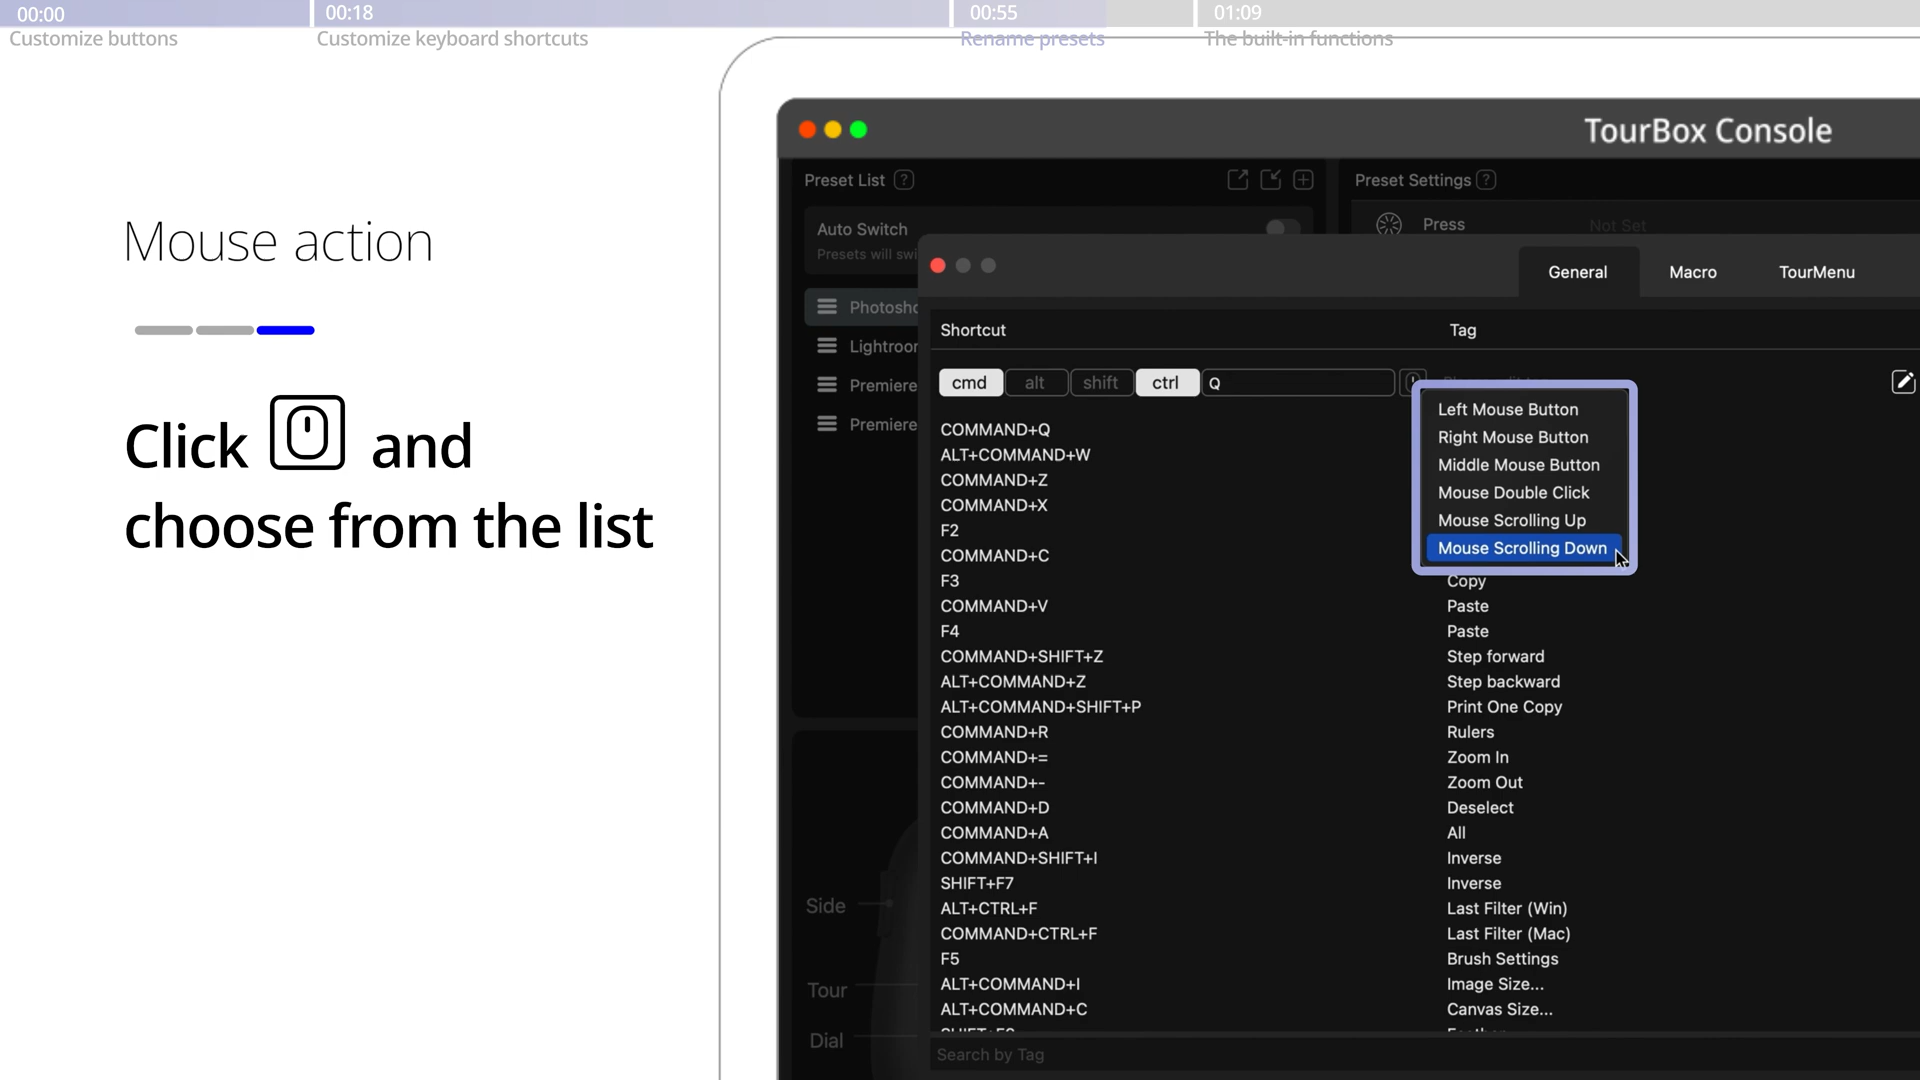 00:00
00:18
00:55
01:09
Customize buttons
Customize keyboard shortcuts
Rename presets
The built-in functions
Mouse action
Click and
choose from the list
TourBox Console
Preset List ?
Preset Settings ?
Auto Switch
Presets will swi
Press
Not Set
Photosho
Lightroor
Premiere
Premiere
General
Macro
TourMenu
Shortcut
Tag
cmd
alt
shift
ctrl
Q
Left Mouse Button
Right Mouse Button
Middle Mouse Button
Mouse Double Click
Mouse Scrolling Up
Mouse Scrolling Down
COMMAND+Q
ALT+COMMAND+W
COMMAND+Z
COMMAND+X
F2
COMMAND+C
F3 Copy
COMMAND+V Paste
F4 Paste
COMMAND+SHIFT+Z Step forward
ALT+COMMAND+Z Step backward
ALT+COMMAND+SHIFT+P Print One Copy
COMMAND+R Rulers
COMMAND+= Zoom In
COMMAND+- Zoom Out
COMMAND+D Deselect
COMMAND+A All
COMMAND+SHIFT+I Inverse
SHIFT+F7 Inverse
ALT+CTRL+F Last Filter (Win)
COMMAND+CTRL+F Last Filter (Mac)
F5 Brush Settings
ALT+COMMAND+I Image Size...
ALT+COMMAND+C Canvas Size...
Search by Tag
Side
Tour
Dial